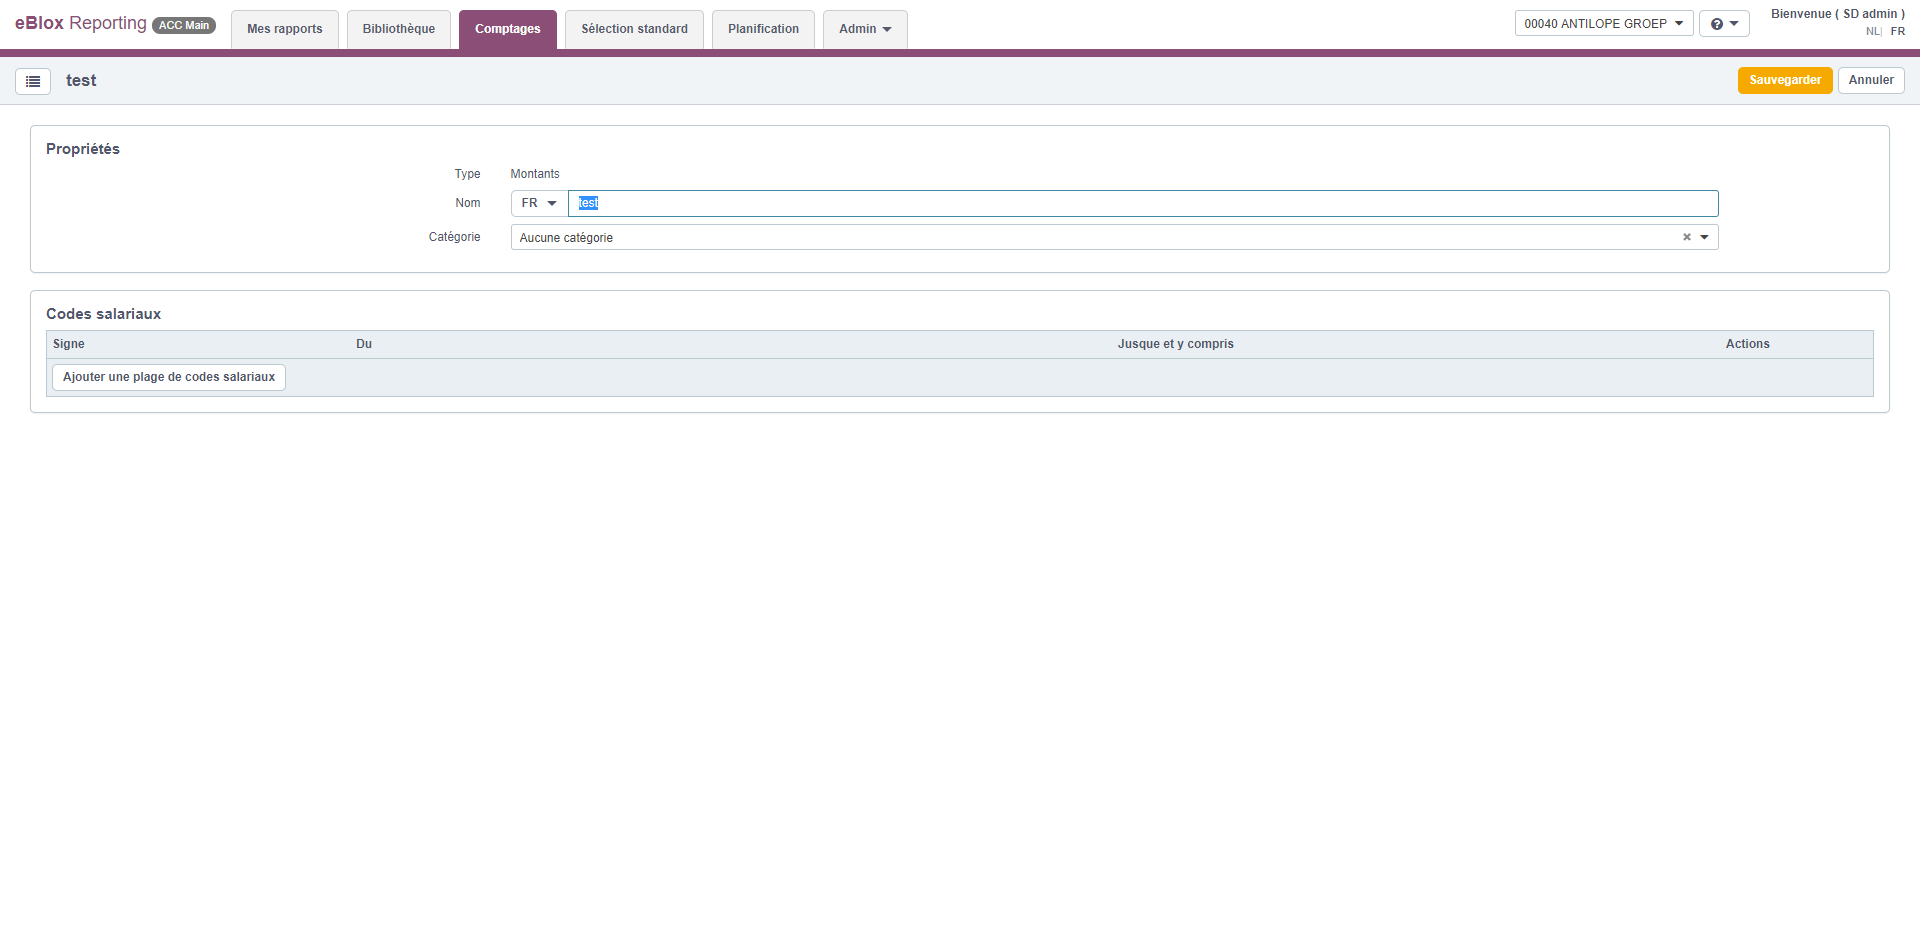 eBlox Reporting ACC Main
Mes rapports
Bibliothèque
Comptages
Sélection standard
Planification
Admin
00040 ANTILOPE GROEP
Bienvenue ( SD admin )
NL| FR
test
Sauvegarder
Annuler
Propriétés
Type Montants
Nom FR test
Catégorie Aucune catégorie
Codes salariaux
Signe Du Jusque et y compris Actions
Ajouter une plage de codes salariaux